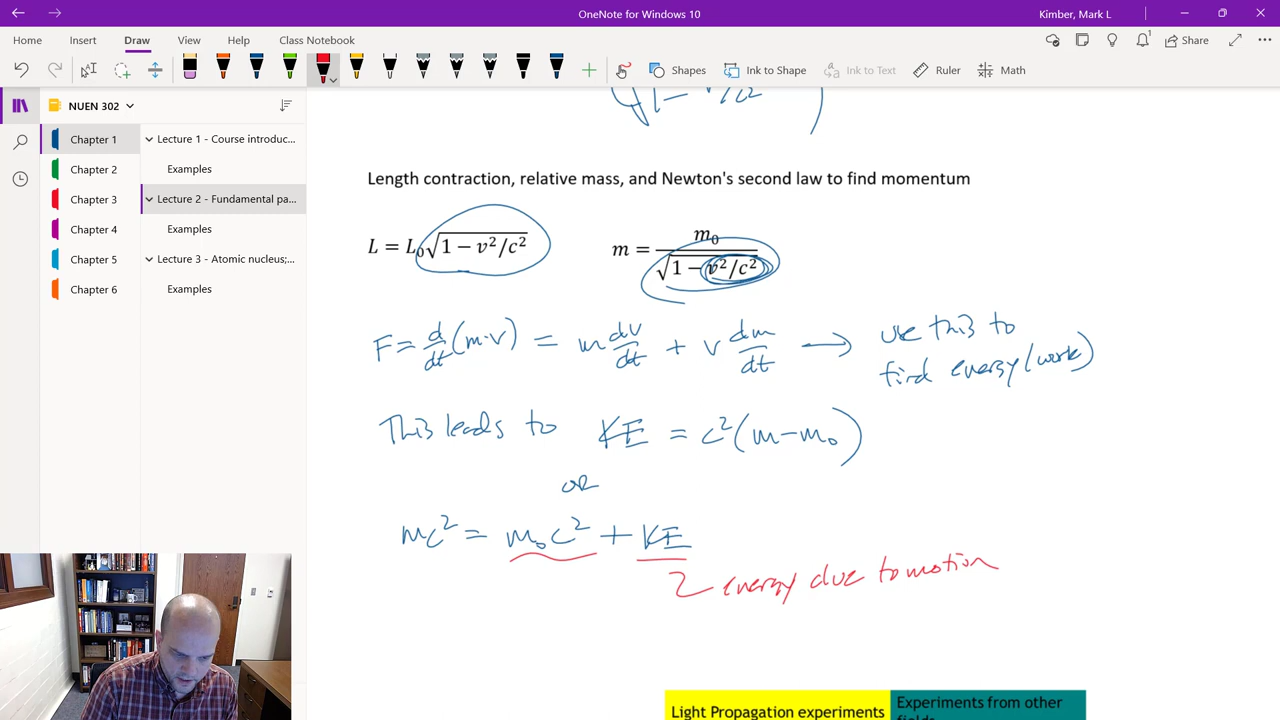 OneNote for Windows 10
Kimber, Mark L
Home Insert Draw View Help Class Notebook
Share
Shapes Ink to Shape Ink to Text Ruler Math
NUEN 302
Chapter 1
Chapter 2
Chapter 3
Chapter 4
Chapter 5
Chapter 6
Lecture 1 - Course introduc...
Examples
Lecture 2 - Fundamental pa...
Examples
Lecture 3 - Atomic nucleus;
Examples
Length contraction, relative mass, and Newton's second law to find momentum
L = L₀√(1 − v²/c²) m = m₀/√(1 − v²/c²)
F = d/dt (m·v) = m dv/dt + v dm/dt → use this to
find energy (work)
This leads to KE = c²(m − m₀)
or
mc² = m₀c² + KE
energy due to motion
Light Propagation experiments
Experiments from other
fields